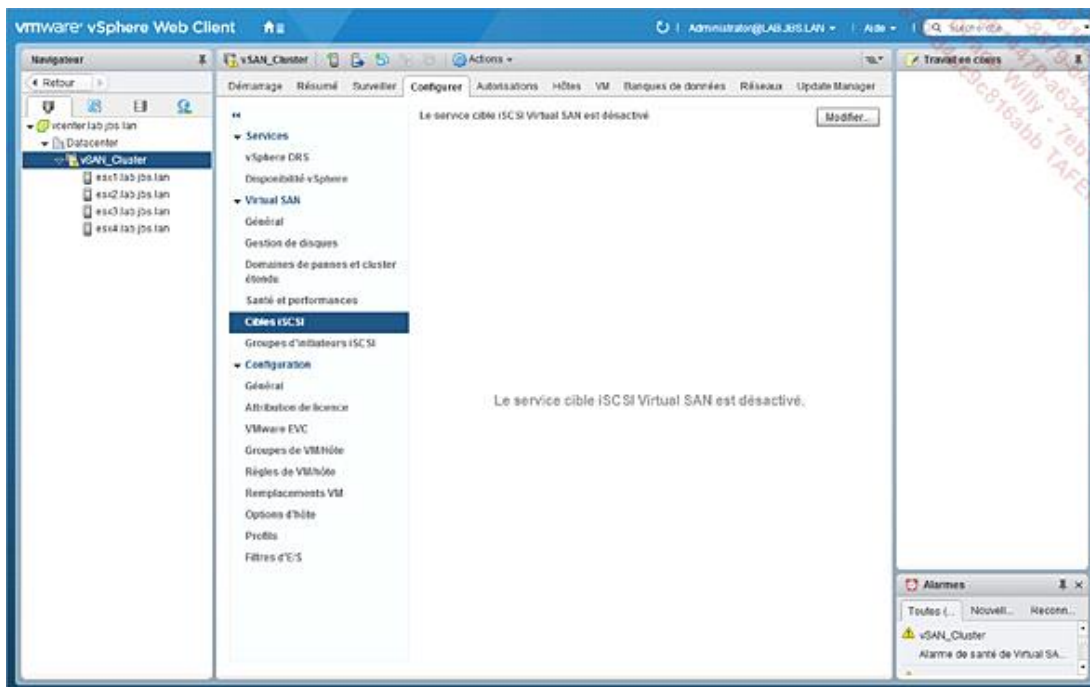 vmware® vSphere Web Client
Administrator@LAB.JBS.LAN
Aide
Navigateur
Retour
vcenter.lab.jbs.lan
Datacenter
vSAN_Cluster
esx1.lab.jbs.lan
esx2.lab.jbs.lan
esx3.lab.jbs.lan
esx4.lab.jbs.lan
vSAN_Cluster
Actions
Démarrage Résumé Surveiller Configurer Autorisations Hôtes VM Banques de données Réseaux Update Manager
Services
vSphere DRS
Disponibilité vSphere
Virtual SAN
Général
Gestion de disques
Domaines de pannes et cluster
étendu
Santé et performances
Cibles iSCSI
Groupes d'initiateurs iSCSI
Configuration
Général
Attribution de licence
VMware EVC
Groupes de VM/Hôte
Règles de VM/hôte
Remplacements VM
Options d'hôte
Profils
Filtres d'E/S
Le service cible iSCSI Virtual SAN est désactivé
Modifier...
Le service cible iSCSI Virtual SAN est désactivé.
Travail en cours
Alarmes
Toutes (... Nouvell... Reconn...
vSAN_Cluster
Alarme de santé de Virtual SA...